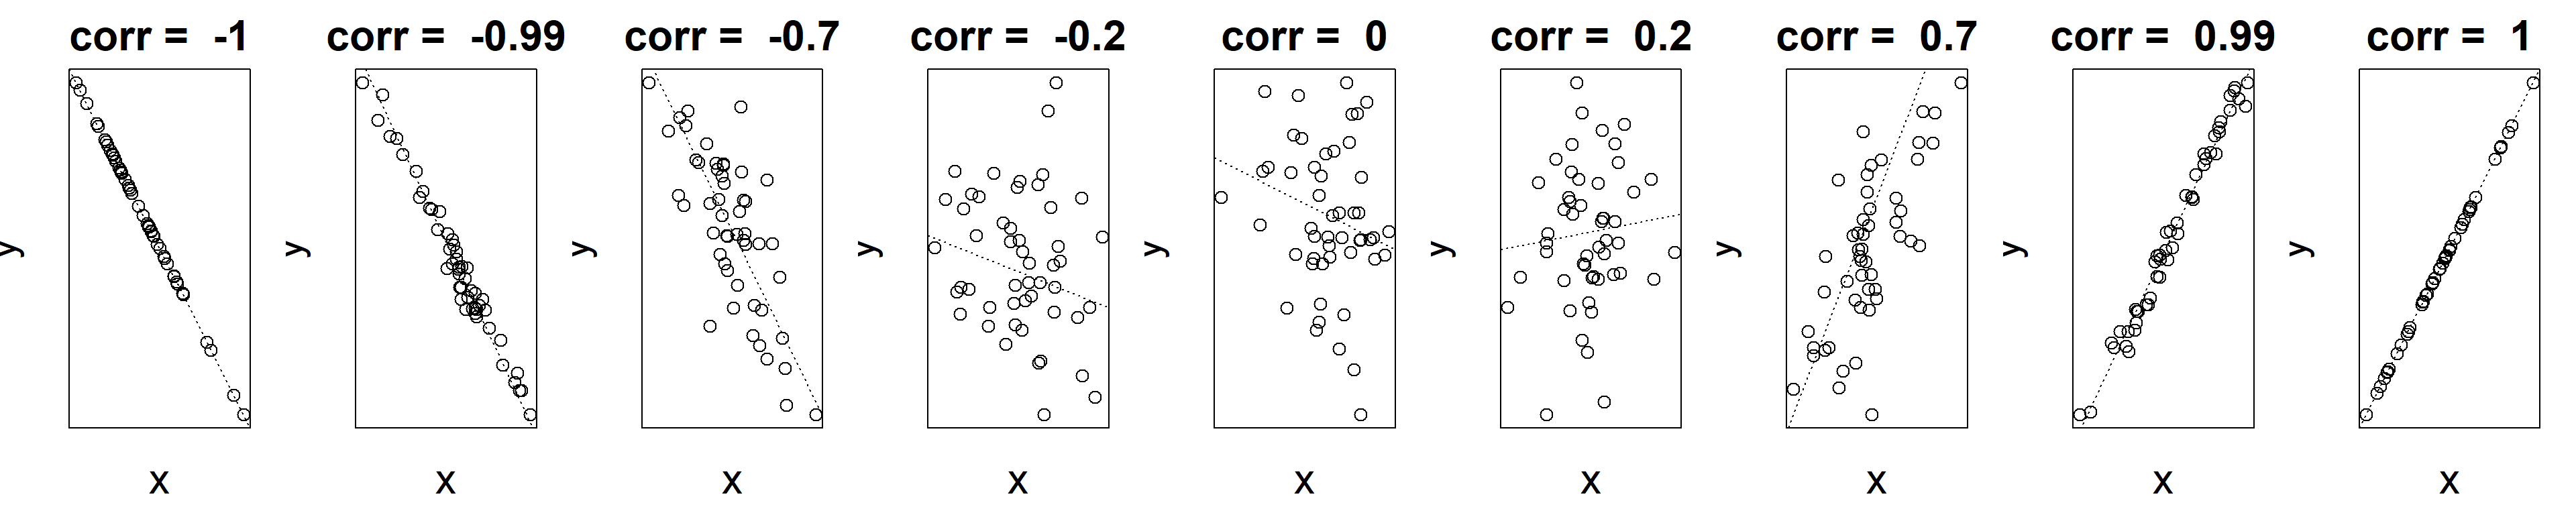 corr = -1
corr = -0.99
corr = -0.7
corr = -0.2
corr = 0
corr = 0.2
corr = 0.7
corr = 0.99
corr = 1
y
y
y
y
y
y
y
y
y
x
x
x
x
x
x
x
x
x